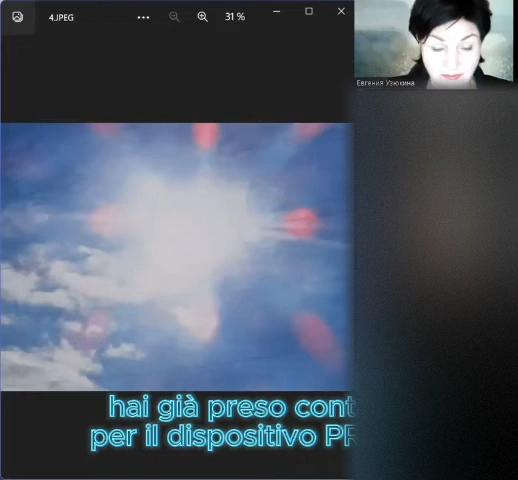 4.JPEG
31 %
Евгения Узюкина
hai già preso cont
per il dispositivo PR